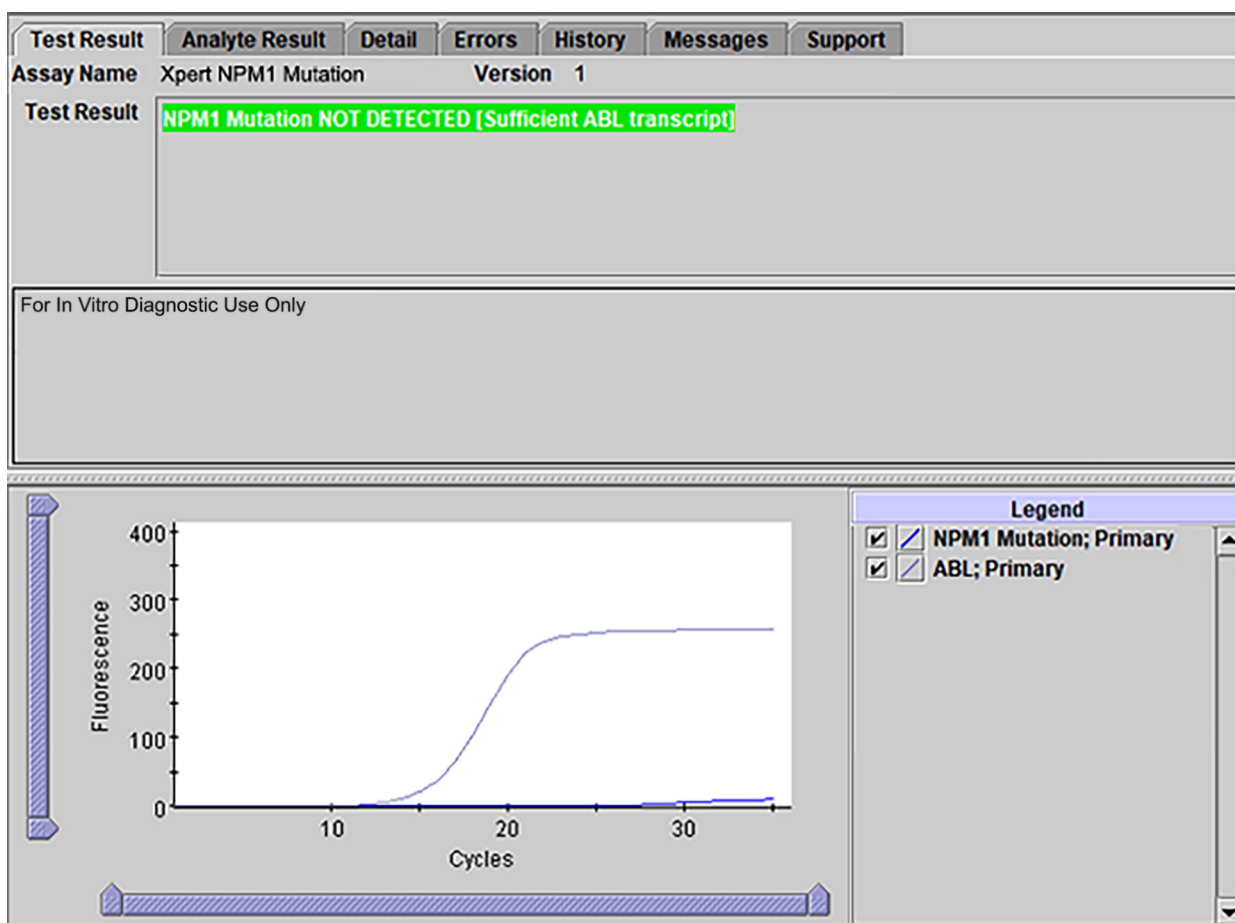 Test Result Analyte Result Detail Errors History Messages Support
Assay Name Xpert NPM1 Mutation Version 1
Test Result NPM1 Mutation NOT DETECTED [Sufficient ABL transcript]
For In Vitro Diagnostic Use Only
400
300
200
100
0
Fluorescence
10 20 30
Cycles
Legend
NPM1 Mutation; Primary
ABL; Primary